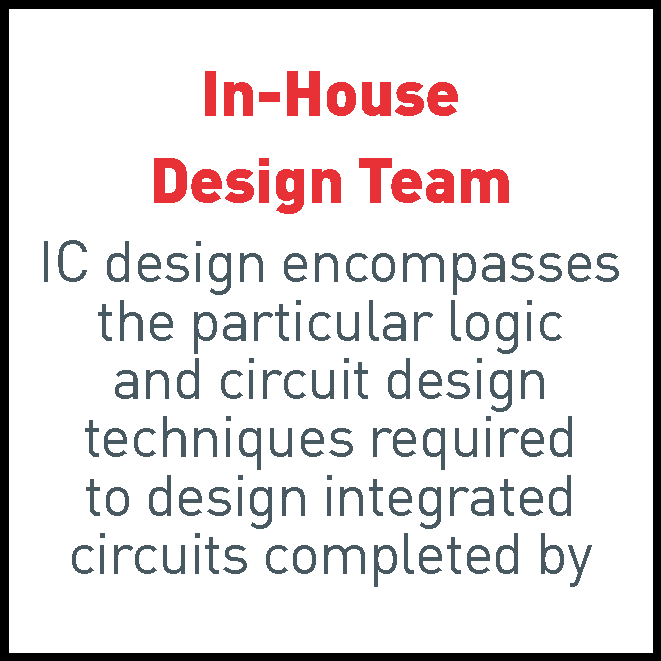 In-House
Design Team
IC design encompasses
the particular logic
and circuit design
techniques required
to design integrated
circuits completed by